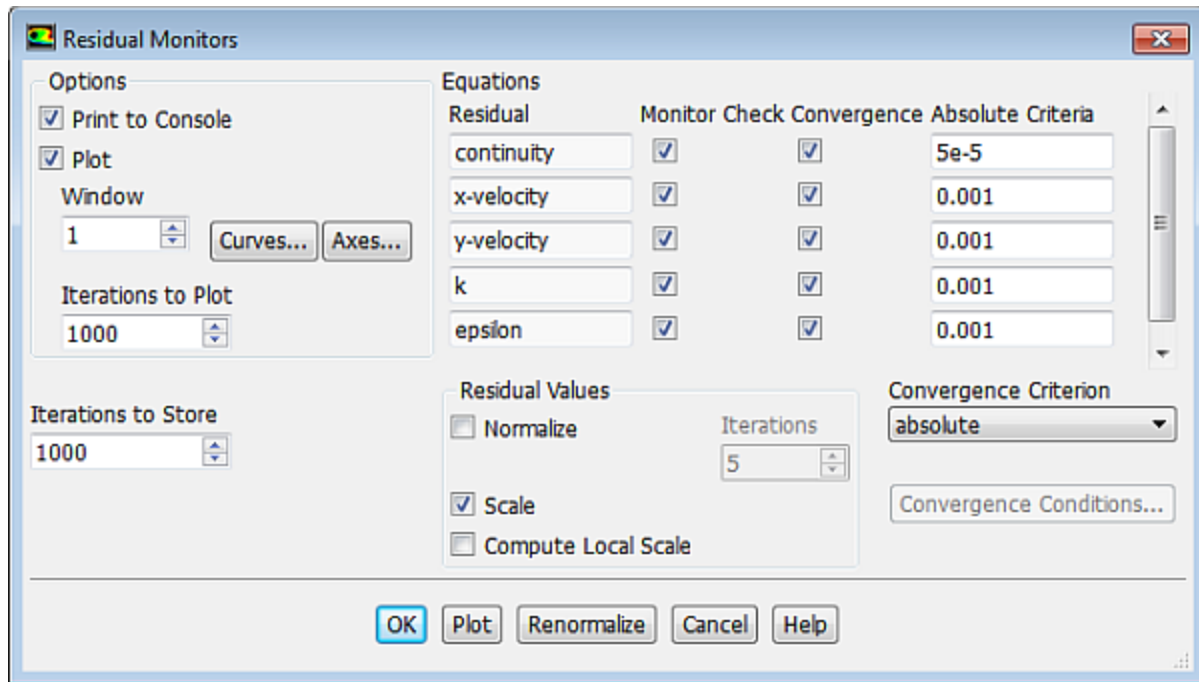 Residual Monitors
Options
Print to Console
Plot
Window
1
Curves...
Axes...
Iterations to Plot
1000
Iterations to Store
1000
Equations
Residual Monitor Check Convergence Absolute Criteria
continuity 5e-5
x-velocity 0.001
y-velocity 0.001
k 0.001
epsilon 0.001
Residual Values
Normalize
Iterations
5
Scale
Compute Local Scale
Convergence Criterion
absolute
Convergence Conditions...
OK Plot Renormalize Cancel Help